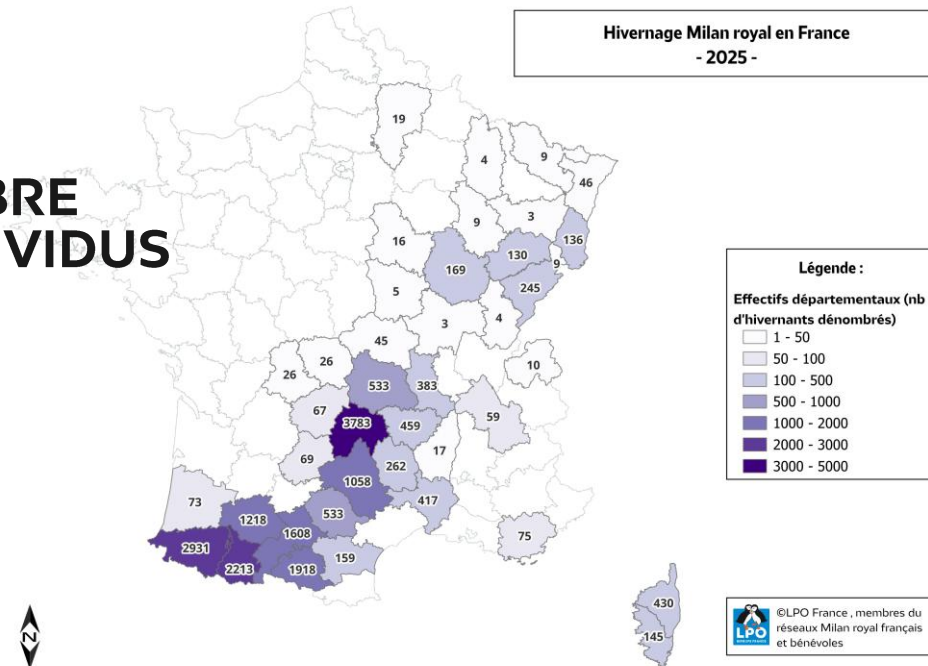 Hivernage Milan royal en France
- 2025 -
BRE
VIDUS
19
4
9
46
9
3
16
136
169
130
9
245
5
3
4
45
26
26
10
533
383
67
59
3783
459
69
17
262
1058
73
417
1218
533
1608
75
2931
159
2213
1918
430
145
Légende :
Effectifs départementaux (nb
d'hivernants dénombrés)
1 - 50
50 - 100
100 - 500
500 - 1000
1000 - 2000
2000 - 3000
3000 - 5000
N
LPO
©LPO France , membres du
réseaux Milan royal français
et bénévoles